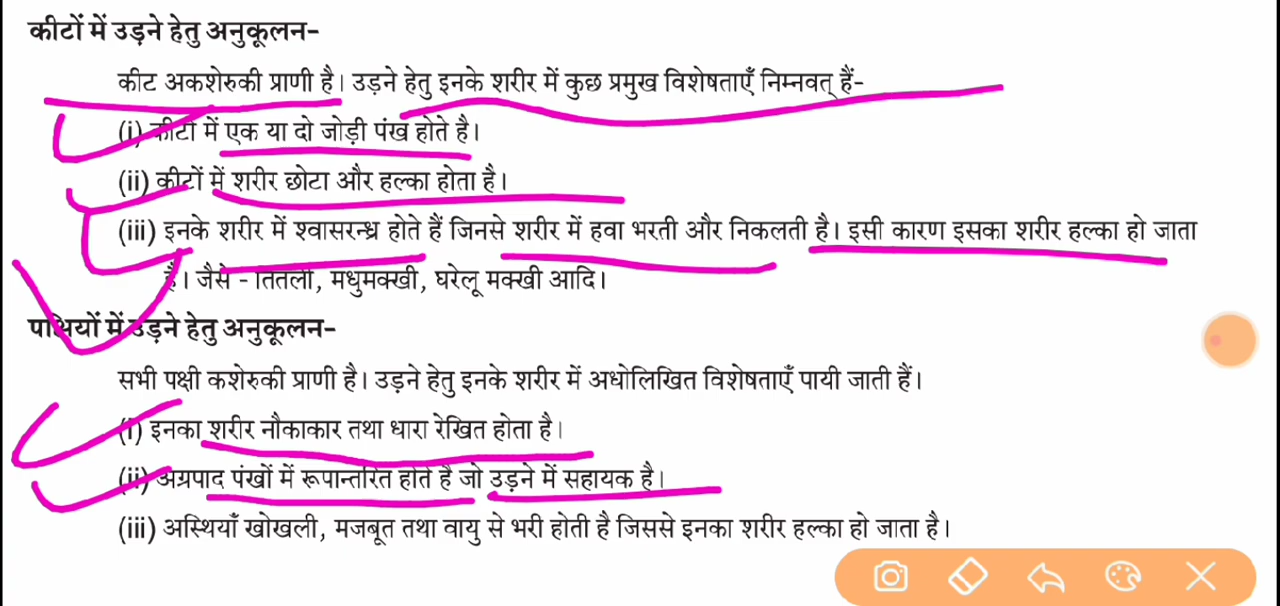 कीटों में उड़ने हेतु अनुकूलन-
कीट अकशेरुकी प्राणी है। उड़ने हेतु इनके शरीर में कुछ प्रमुख विशेषताएँ निम्नवत् हैं-
(i) कीटों में एक या दो जोड़ी पंख होते है।
(ii) कीटों में शरीर छोटा और हल्का होता है।
(iii) इनके शरीर में श्वासरन्ध्र होते हैं जिनसे शरीर में हवा भरती और निकलती है। इसी कारण इसका शरीर हल्का हो जाता
है। जैसे - तितली, मधुमक्खी, घरेलू मक्खी आदि।
पक्षियों में उड़ने हेतु अनुकूलन-
सभी पक्षी कशेरुकी प्राणी है। उड़ने हेतु इनके शरीर में अधोलिखित विशेषताएँ पायी जाती हैं।
(i) इनका शरीर नौकाकार तथा धारा रेखित होता है।
(ii) अग्रपाद पंखों में रूपान्तरित होते है जो उड़ने में सहायक है।
(iii) अस्थियाँ खोखली, मजबूत तथा वायु से भरी होती है जिससे इनका शरीर हल्का हो जाता है।